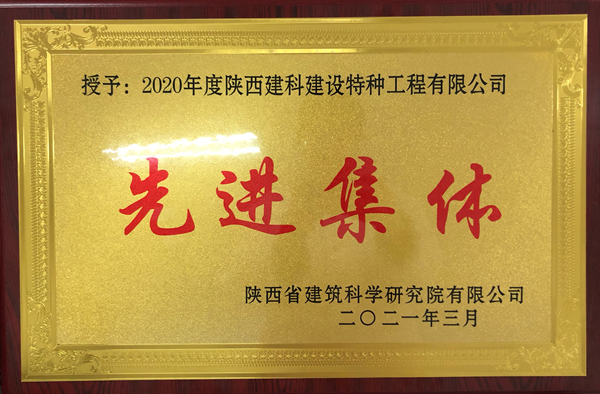 授予：2020年度陕西建科建设特种工程有限公司
先进集体
陕西省建筑科学研究院有限公司
二〇二一年三月